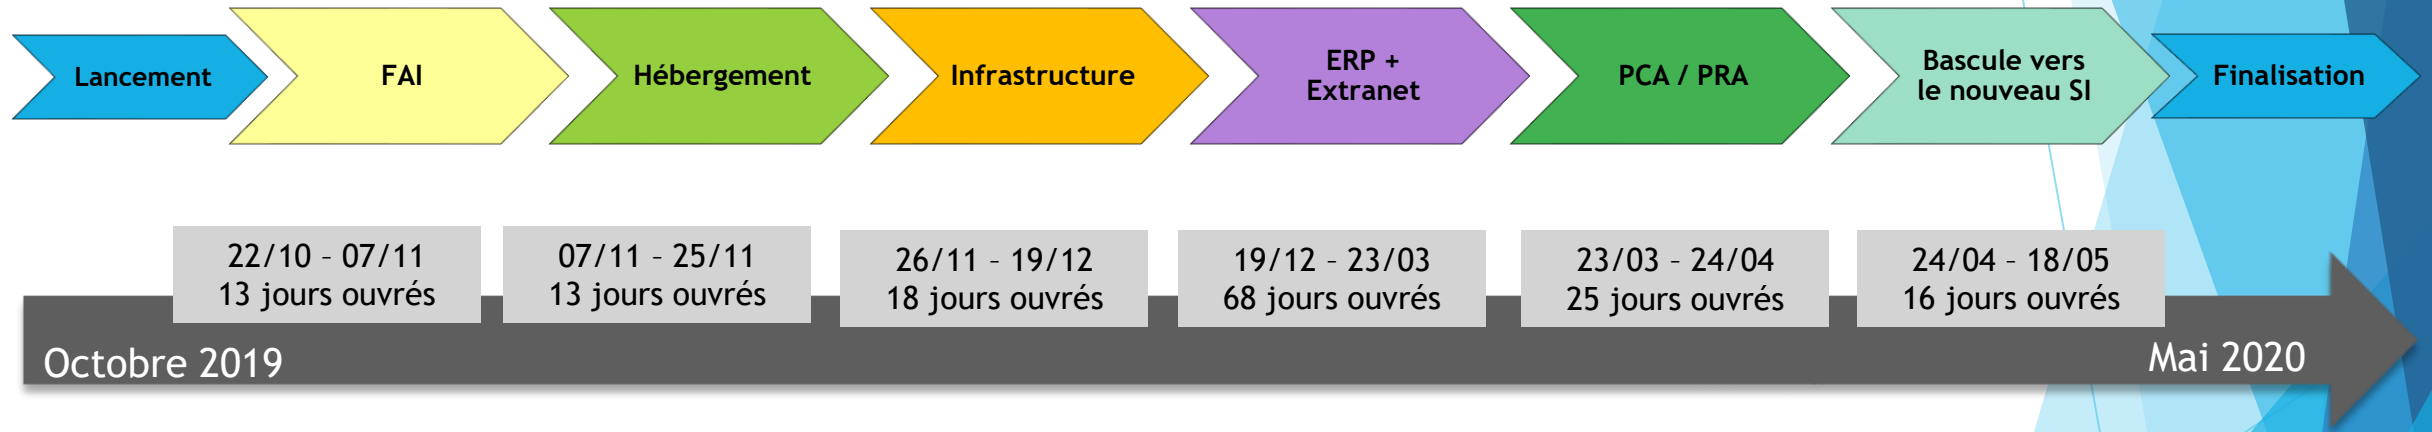 Lancement
FAI
Hébergement
Infrastructure
ERP +
Extranet
PCA / PRA
Bascule vers
le nouveau SI
Finalisation
22/10 – 07/11
13 jours ouvrés
07/11 – 25/11
13 jours ouvrés
26/11 – 19/12
18 jours ouvrés
19/12 – 23/03
68 jours ouvrés
23/03 – 24/04
25 jours ouvrés
24/04 – 18/05
16 jours ouvrés
Octobre 2019
Mai 2020